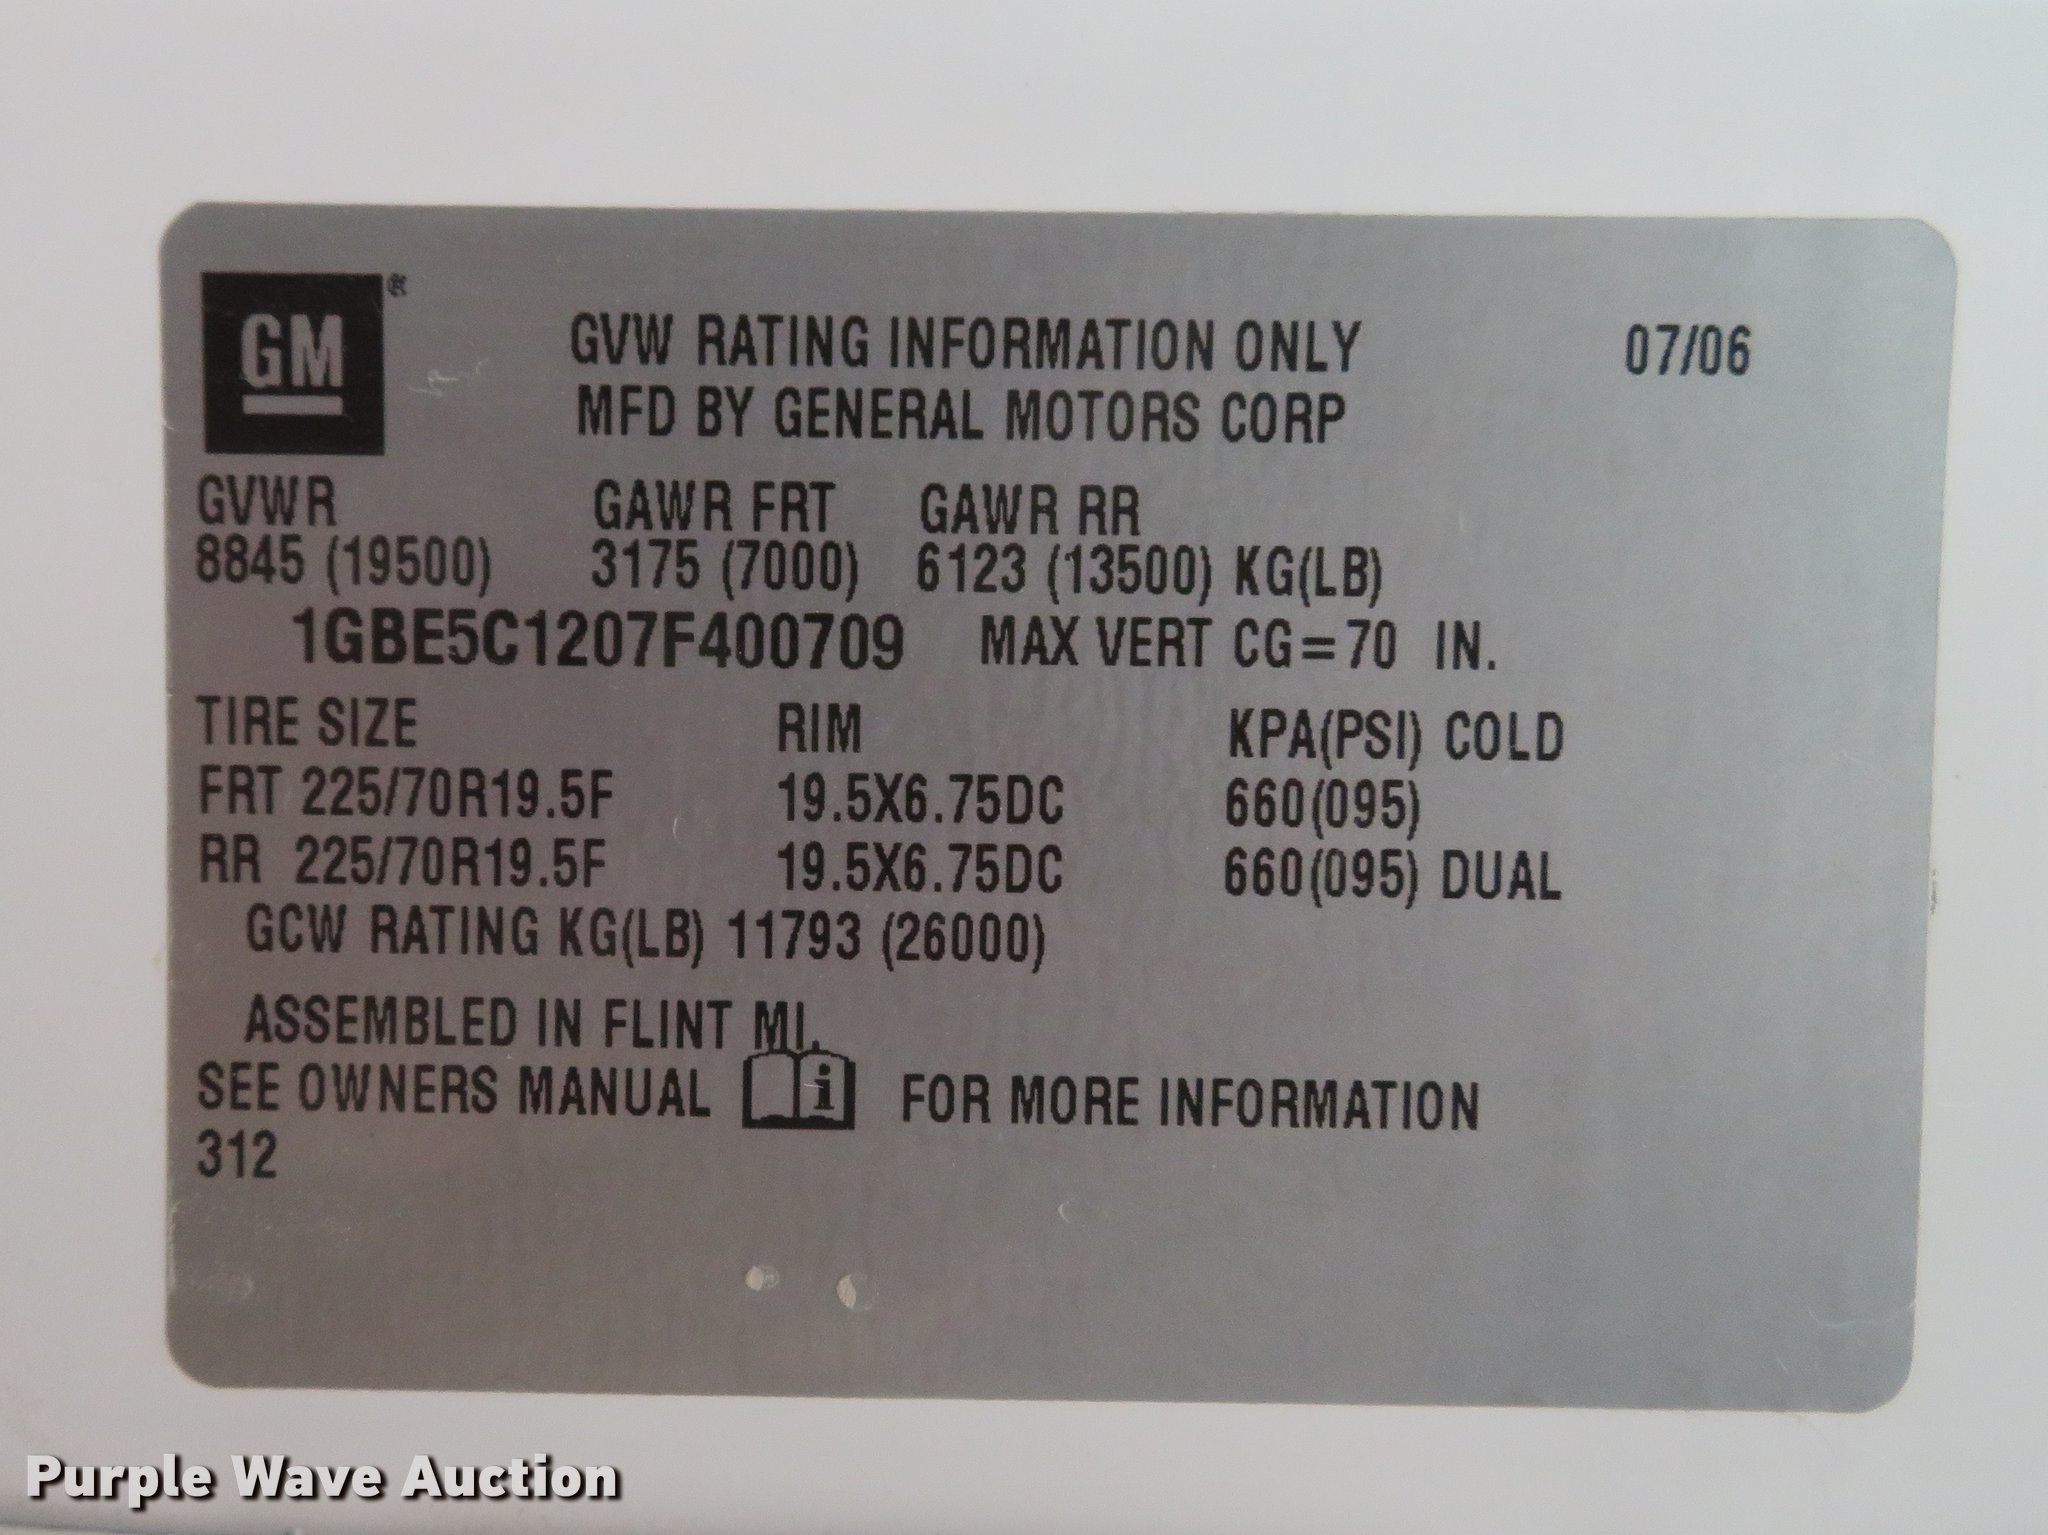 GM®
GVW RATING INFORMATION ONLY 07/06
MFD BY GENERAL MOTORS CORP
GVWR GAWR FRT GAWR RR
8845 (19500) 3175 (7000) 6123 (13500) KG(LB)
1GBE5C1207F400709 MAX VERT CG=70 IN.
TIRE SIZE RIM KPA(PSI) COLD
FRT 225/70R19.5F 19.5X6.75DC 660(095)
RR 225/70R19.5F 19.5X6.75DC 660(095) DUAL
GCW RATING KG(LB) 11793 (26000)
ASSEMBLED IN FLINT MI.
SEE OWNERS MANUAL i FOR MORE INFORMATION
312
Purple Wave Auction